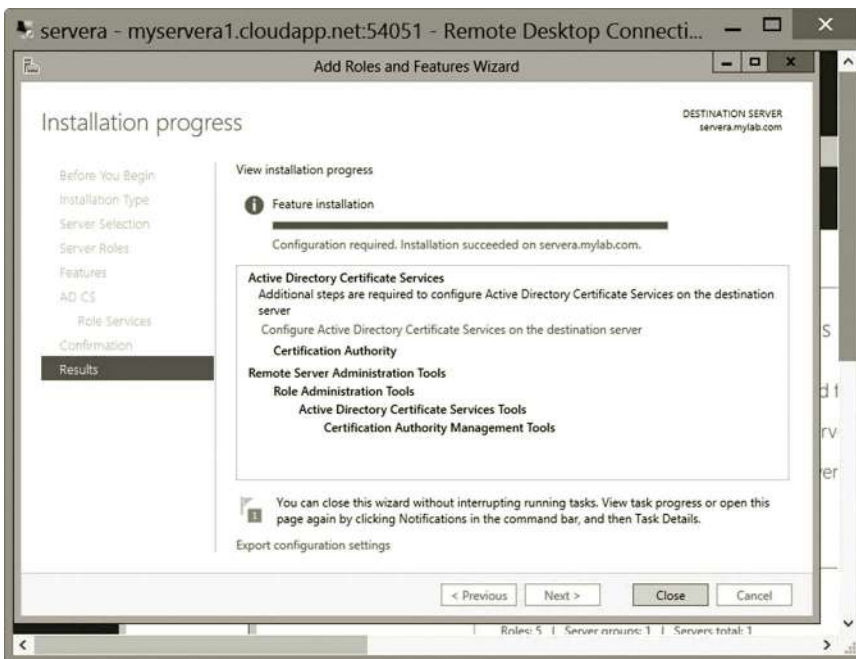 servera - myservera1.cloudapp.net:54051 - Remote Desktop Connecti...
Add Roles and Features Wizard
Installation progress
DESTINATION SERVER
servera.mylab.com
Before You Begin
Installation Type
Server Selection
Server Roles
Features
AD CS
Role Services
Confirmation
Results
View installation progress
Feature installation
Configuration required. Installation succeeded on servera.mylab.com.
Active Directory Certificate Services
Additional steps are required to configure Active Directory Certificate Services on the destination
server
Configure Active Directory Certificate Services on the destination server
Certification Authority
Remote Server Administration Tools
Role Administration Tools
Active Directory Certificate Services Tools
Certification Authority Management Tools
1
You can close this wizard without interrupting running tasks. View task progress or open this
page again by clicking Notifications in the command bar, and then Task Details.
Export configuration settings
< Previous
Next >
Close
Cancel
Roles: 5 | Server groups: 1 | Servers total: 1